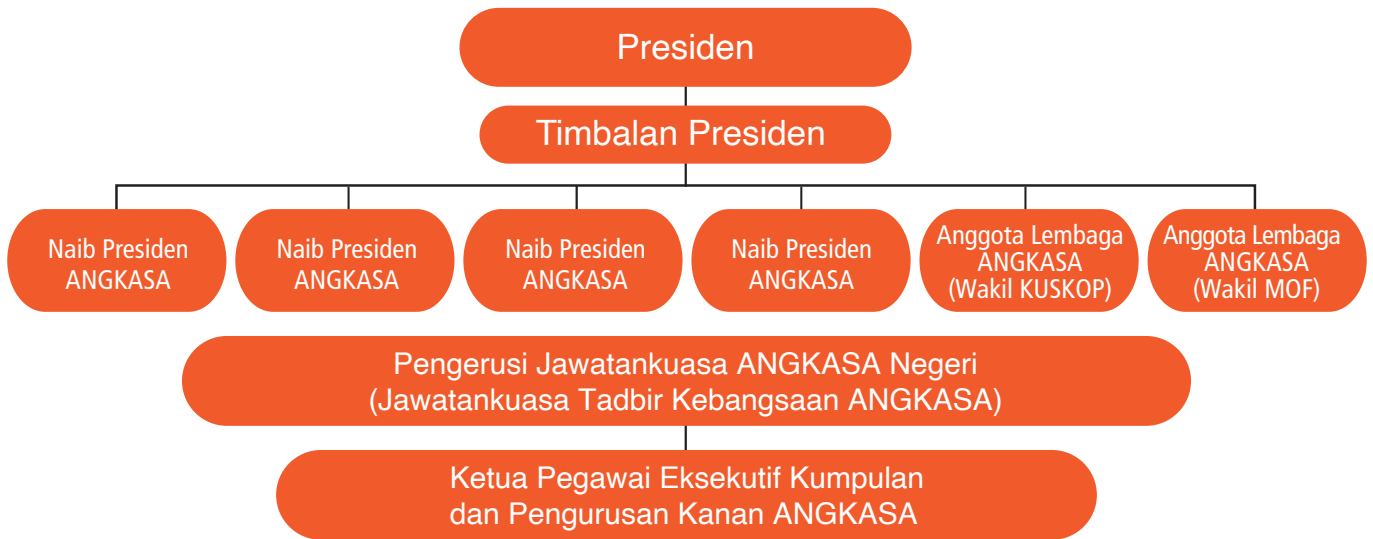 Presiden
Timbalan Presiden
Naib Presiden
ANGKASA
Naib Presiden
ANGKASA
Naib Presiden
ANGKASA
Naib Presiden
ANGKASA
Anggota Lembaga
ANGKASA
(Wakil KUSKOP)
Anggota Lembaga
ANGKASA
(Wakil MOF)
Pengerusi Jawatankuasa ANGKASA Negeri
(Jawatankuasa Tadbir Kebangsaan ANGKASA)
Ketua Pegawai Eksekutif Kumpulan
dan Pengurusan Kanan ANGKASA